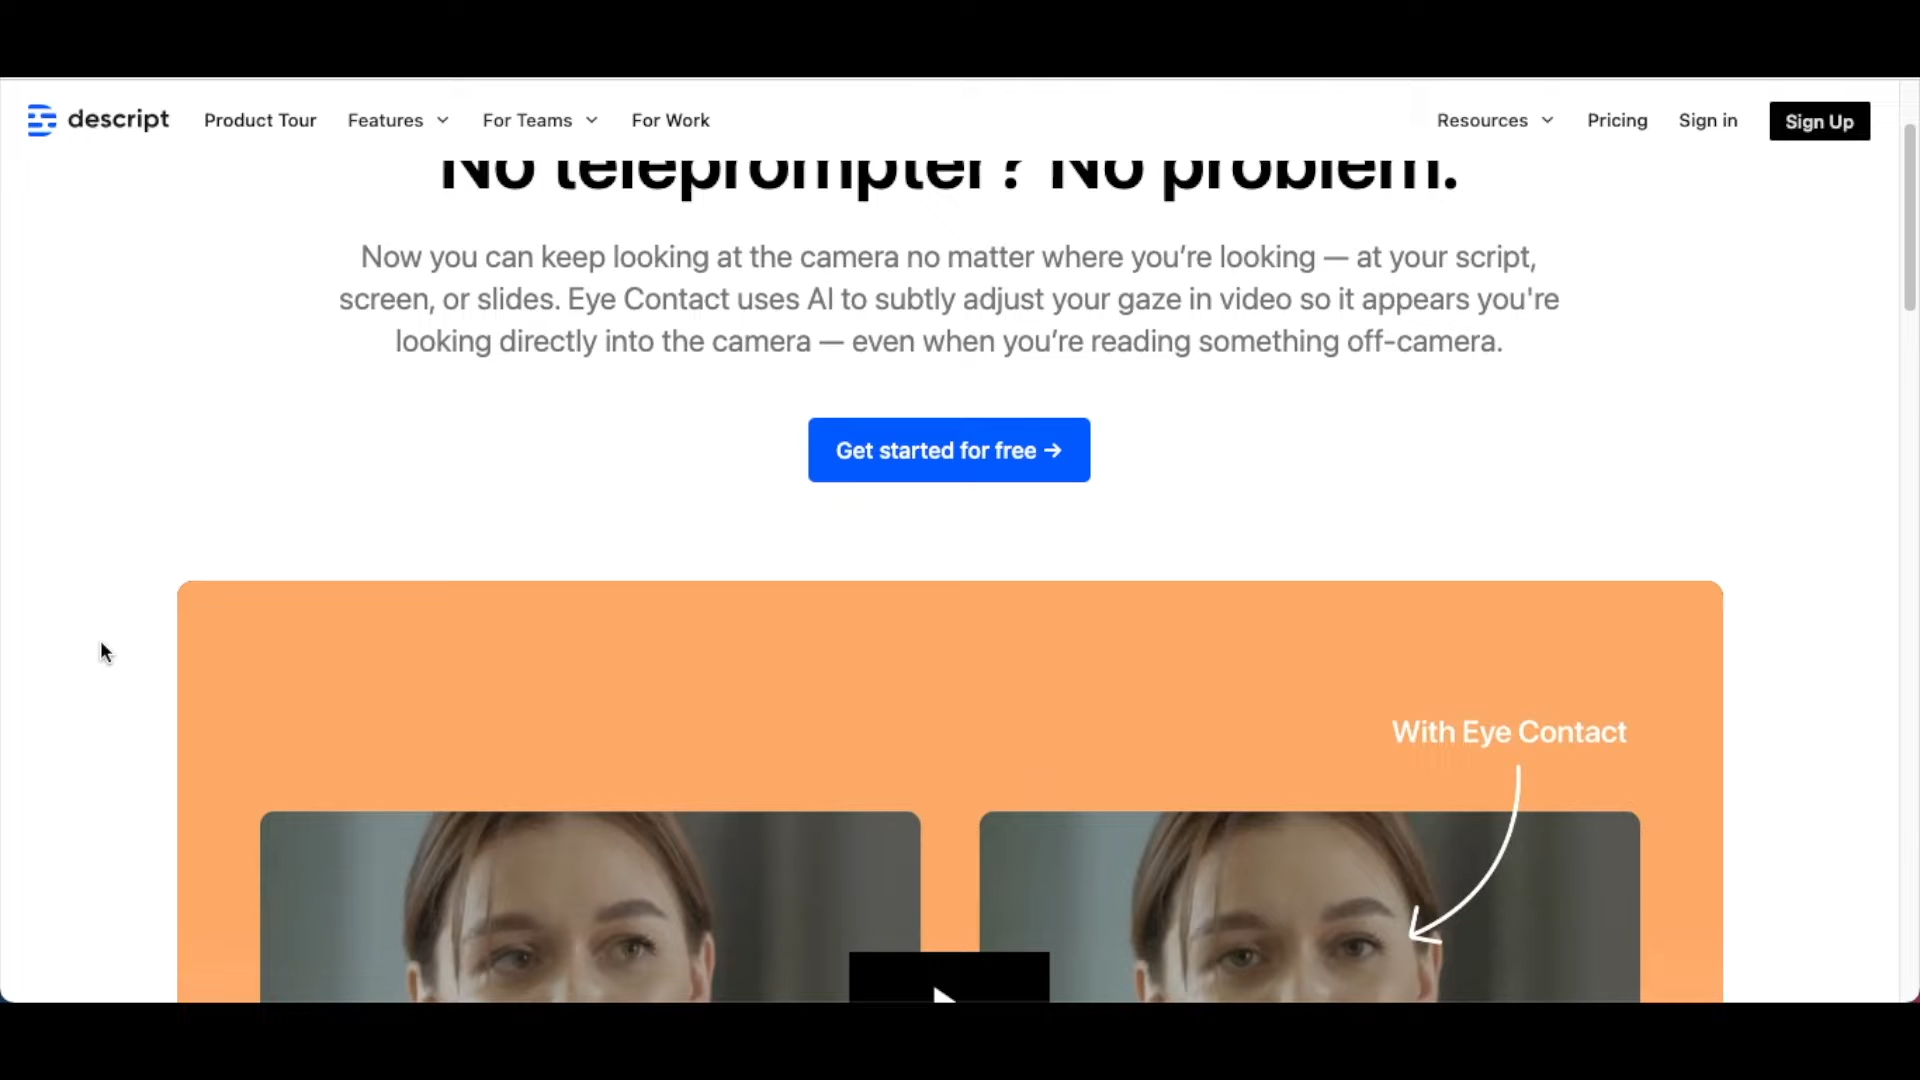 descript Product Tour Features For Teams For Work Resources Pricing Sign in Sign Up
No teleprompter? No problem.
Now you can keep looking at the camera no matter where you’re looking — at your script,
screen, or slides. Eye Contact uses AI to subtly adjust your gaze in video so it appears you're
looking directly into the camera — even when you’re reading something off-camera.
Get started for free →
With Eye Contact